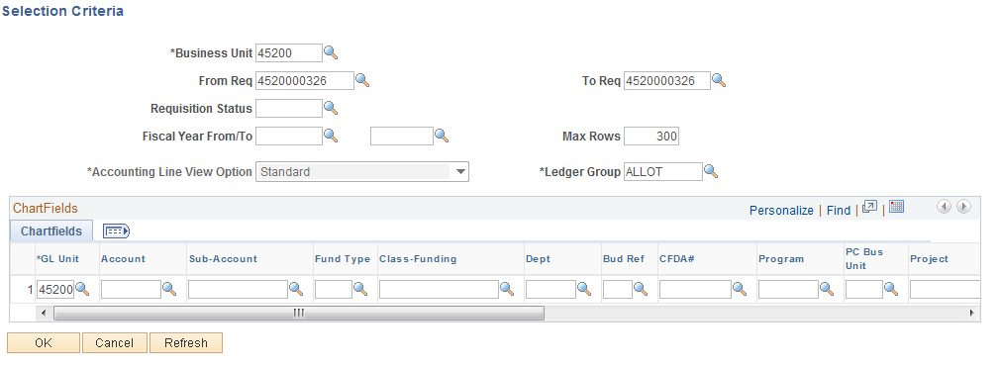 Selection Criteria
*Business Unit 45200
From Req 4520000326 To Req 4520000326
Requisition Status
Fiscal Year From/To Max Rows 300
*Accounting Line View Option Standard *Ledger Group ALLOT
ChartFields Personalize | Find | |
Chartfields
*GL Unit Account Sub-Account Fund Type Class-Funding Dept Bud Ref CFDA# Program PC Bus Unit Project
1 45200
OK Cancel Refresh